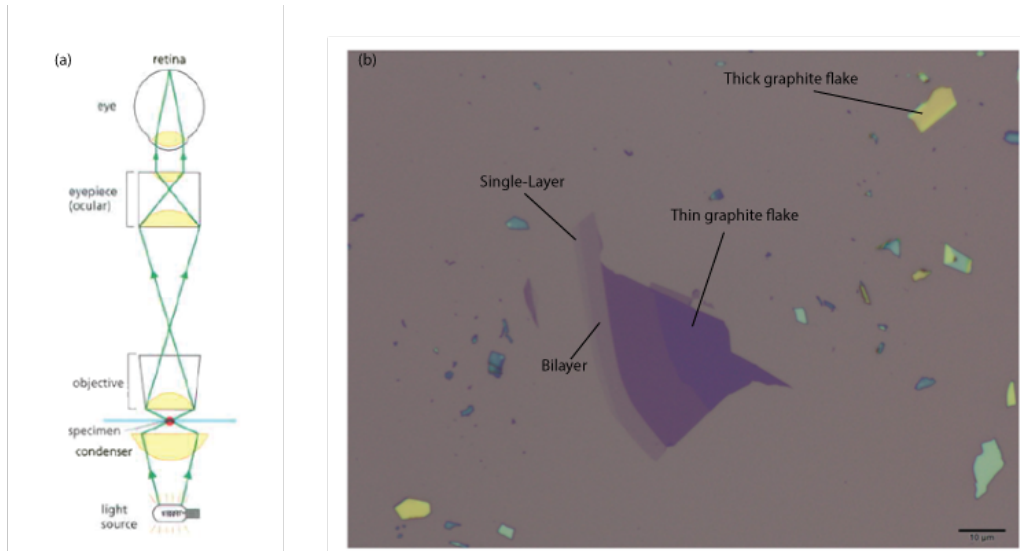 (a)
retina
eye
eyepiece
(ocular)
objective
specimen
condenser
light
source
(b)
Thick graphite flake
Single-Layer
Thin graphite flake
Bilayer
10 µm